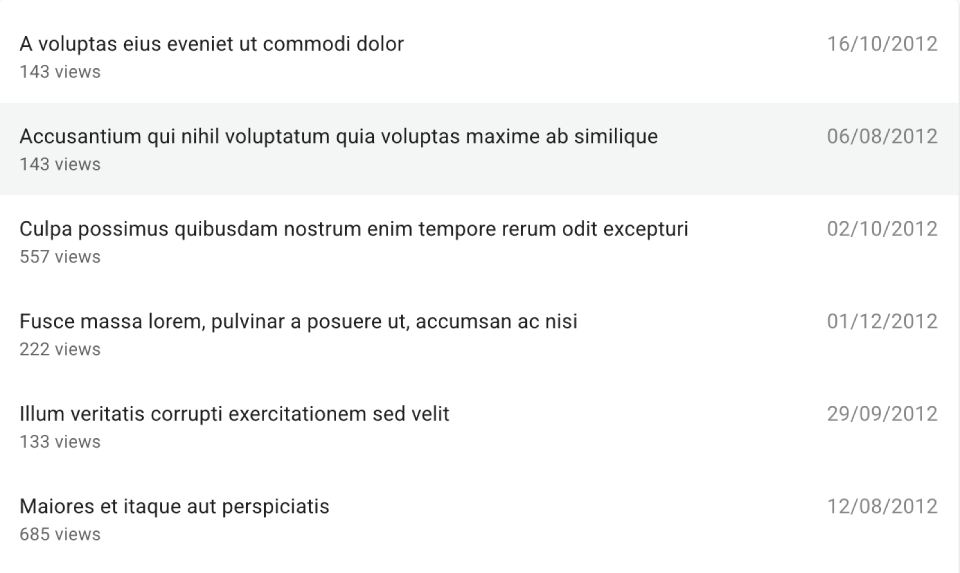 A voluptas eius eveniet ut commodi dolor 16/10/2012
143 views
Accusantium qui nihil voluptatum quia voluptas maxime ab similique 06/08/2012
143 views
Culpa possimus quibusdam nostrum enim tempore rerum odit excepturi 02/10/2012
557 views
Fusce massa lorem, pulvinar a posuere ut, accumsan ac nisi 01/12/2012
222 views
Illum veritatis corrupti exercitationem sed velit 29/09/2012
133 views
Maiores et itaque aut perspiciatis 12/08/2012
685 views